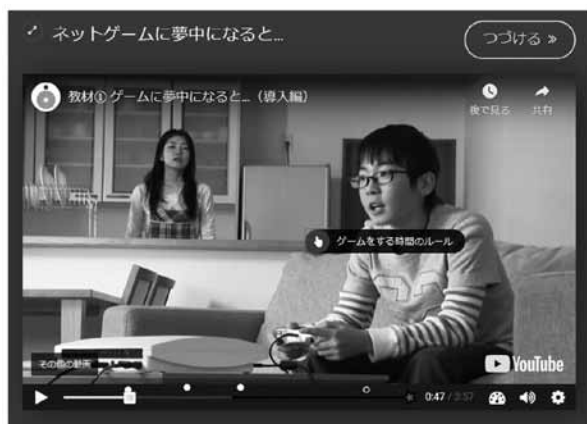 ネットゲームに夢中になると…
つづける »
教材① ゲームに夢中になると…（導入編）
後で見る
共有
ゲームをする時間のルール
その他の動画
YouTube
0:47 / 3:37